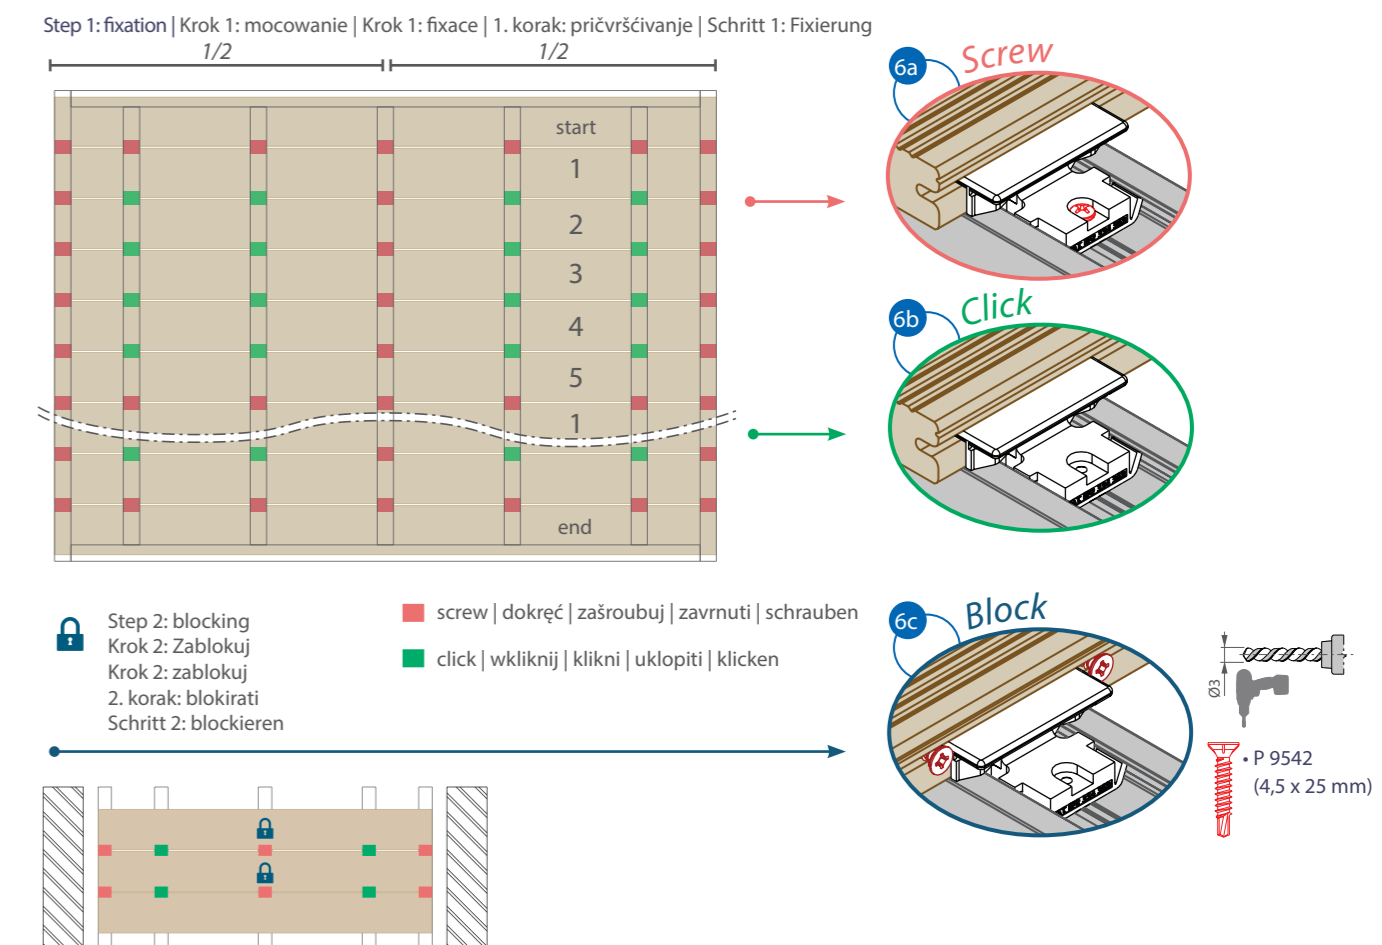 Step 1: fixation | Krok 1: mocowanie | Krok 1: fixace | 1. korak: pričvršćivanje | Schritt 1: Fixierung
1/2
1/2
start
1
2
3
4
5
1
end
6a
Screw
6b
Click
Step 2: blocking
Krok 2: Zablokuj
Krok 2: zablokuj
2. korak: blokirati
Schritt 2: blockieren
screw | dokręć | zašroubuj | zavrnuti | schrauben
click | wkliknij | klikni | uklopiti | klicken
6c
Block
Ø3
• P 9542
(4,5 x 25 mm)